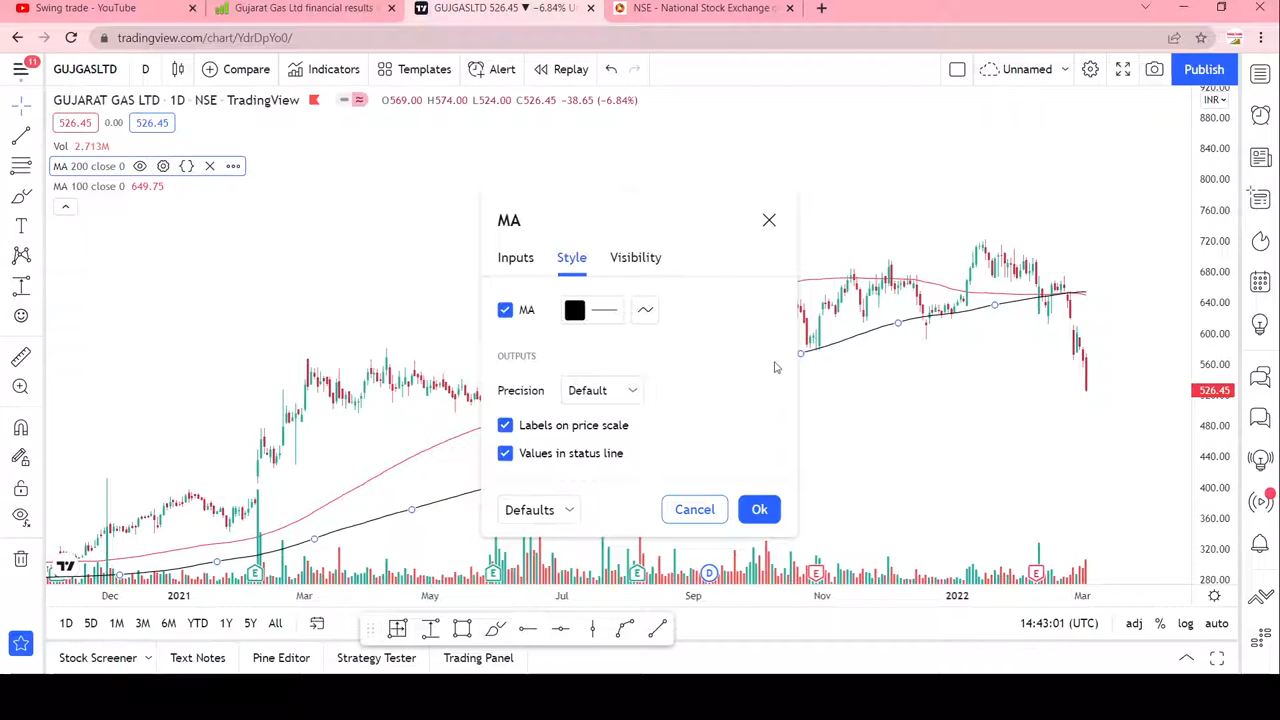 Swing trade - YouTube
Gujarat Gas Ltd financial results
GUJGASLTD 526.45 ▼ −6.84% Un
NSE - National Stock Exchange o
tradingview.com/chart/YdrDpYo0/
11
GUJGASLTD
D
Compare
Indicators
Templates
Alert
Replay
Unnamed
Publish
GUJARAT GAS LTD · 1D · NSE · TradingView
O569.00 H574.00 L524.00 C526.45 −38.65 (−6.84%)
INR
526.45
0.00
526.45
Vol 2.713M
MA 200 close 0
MA 100 close 0 649.75
MA
Inputs
Style
Visibility
MA
OUTPUTS
Precision
Default
Labels on price scale
Values in status line
Defaults
Cancel
Ok
920.00
880.00
840.00
800.00
760.00
720.00
680.00
640.00
600.00
560.00
526.45
480.00
440.00
400.00
360.00
320.00
280.00
E
E
E
D
E
E
Dec
2021
Mar
May
Jul
Sep
Nov
2022
Mar
1D
5D
1M
3M
6M
YTD
1Y
5Y
All
14:43:01 (UTC)
adj
%
log
auto
Stock Screener
Text Notes
Pine Editor
Strategy Tester
Trading Panel